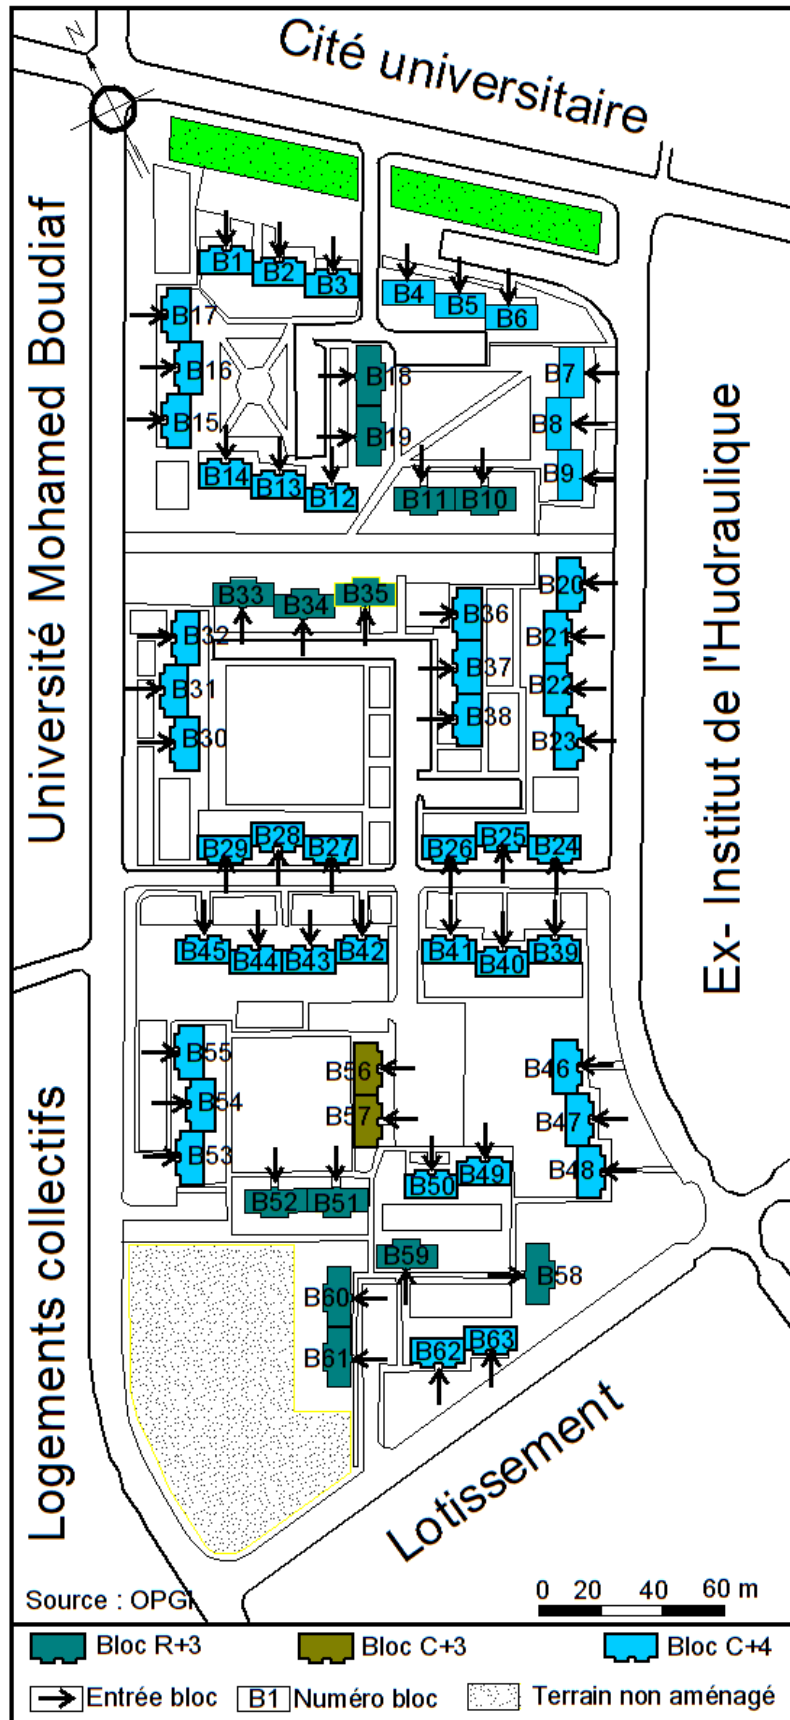 N
Cité universitaire
Université Mohamed Boudiaf
Ex- Institut de l'Hudraulique
Logements collectifs
Lotissement
B1
B2
B3
B4
B5
B6
B17
B16
B15
B18
B19
B7
B8
B9
B14
B13
B12
B11
B10
B33
B34
B35
B36
B37
B38
B20
B21
B22
B23
B32
B31
B30
B29
B28
B27
B26
B25
B24
B45
B44
B43
B42
B41
B40
B39
B55
B54
B53
B56
B57
B46
B47
B48
B52
B51
B50
B49
B59
B58
B60
B61
B62
B63
Source : OPGI
0 20 40 60 m
Bloc R+3 Bloc C+3 Bloc C+4
Entrée bloc B1 Numéro bloc Terrain non aménagé